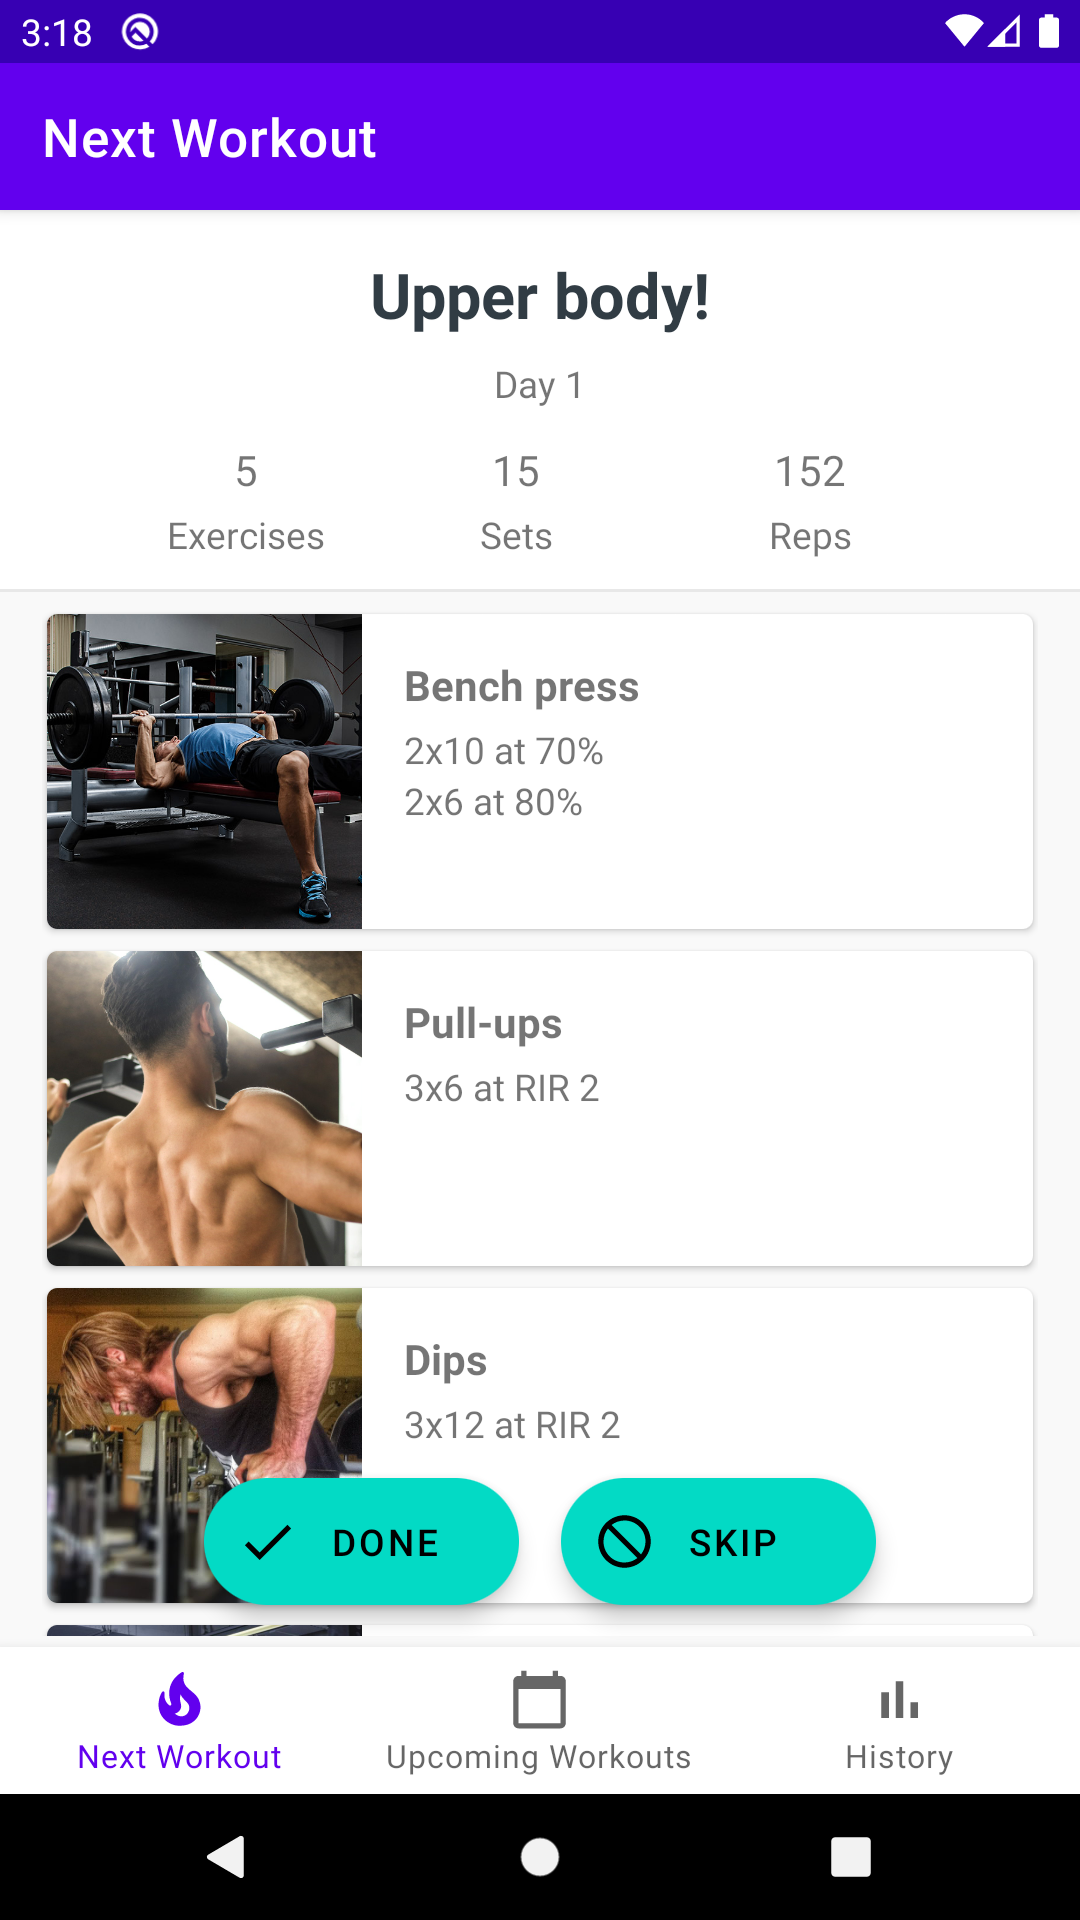 3:18
Next Workout
Upper body!
Day 1
5 15 152
Exercises Sets Reps
Bench press
2x10 at 70%
2x6 at 80%
Pull-ups
3x6 at RIR 2
Dips
3x12 at RIR 2
DONE SKIP
Next Workout Upcoming Workouts History